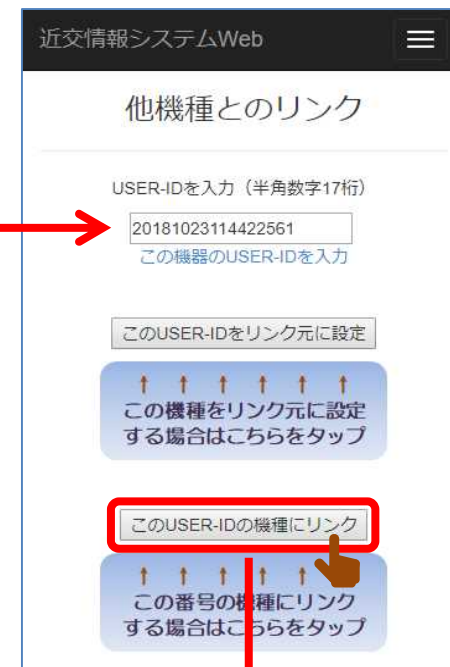 近交情報システムWeb
他機種とのリンク
USER-IDを入力（半角数字17桁）
20181023114422561
この機器のUSER-IDを入力
このUSER-IDをリンク元に設定
↑ ↑ ↑ ↑ ↑ ↑
この機種をリンク元に設定
する場合はこちらをタップ
このUSER-IDの機種にリンク
↑ ↑ ↑ ↑ ↑
この番号の機種にリンク
する場合はこちらをタップ